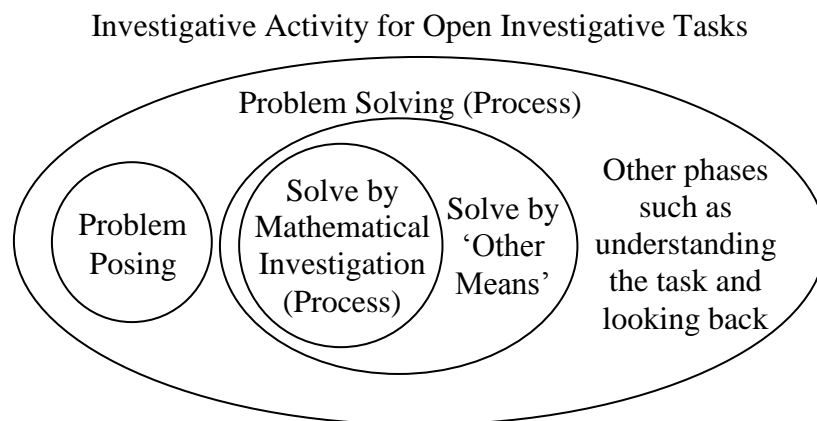 Investigative Activity for Open Investigative Tasks
Problem Solving (Process)
Problem
Posing
Solve by
Mathematical
Investigation
(Process)
Solve by
‘Other
Means’
Other phases
such as
understanding
the task and
looking back